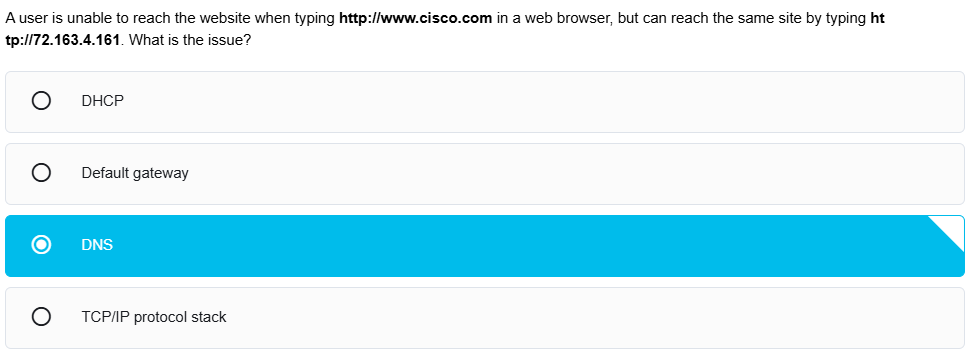 A user is unable to reach the website when typing http://www.cisco.com in a web browser, but can reach the same site by typing ht
tp://72.163.4.161. What is the issue?
DHCP
Default gateway
DNS
TCP/IP protocol stack